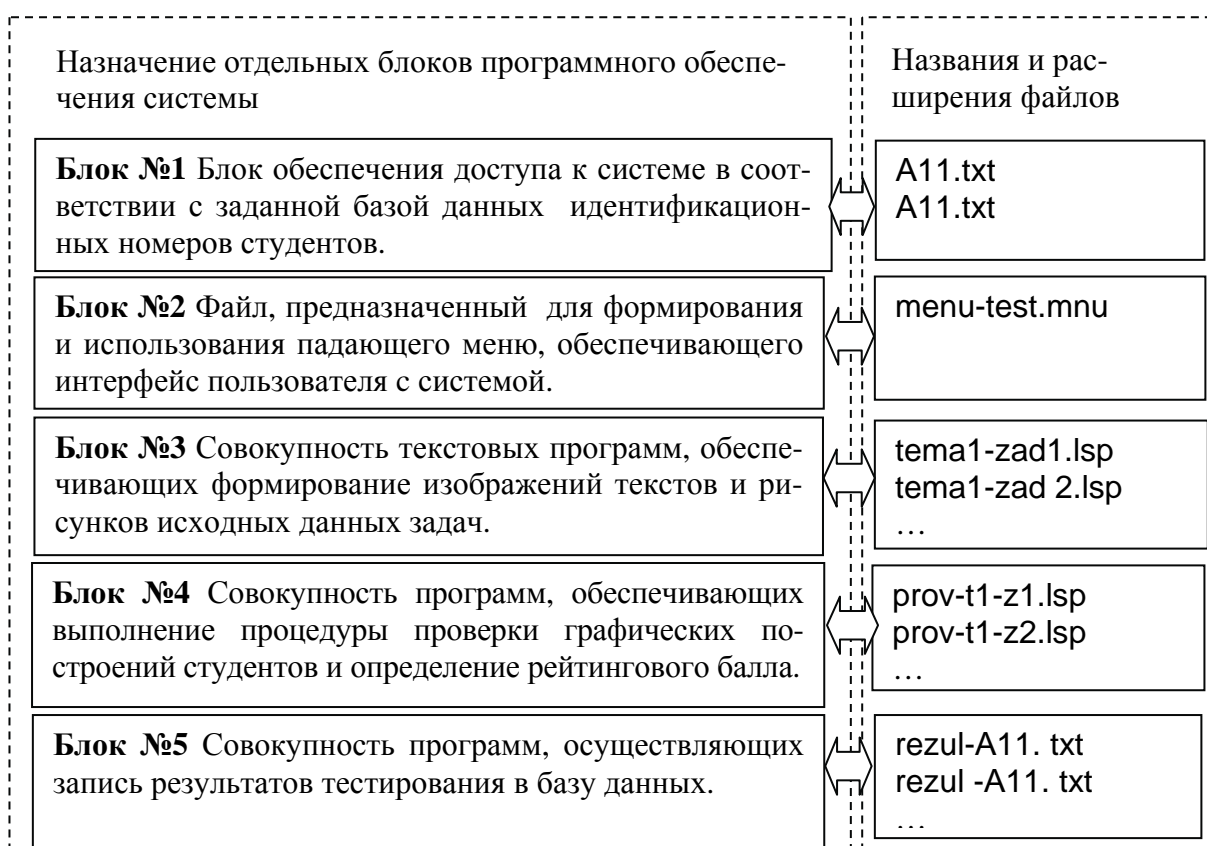 Назначение отдельных блоков программного обеспе-
чения системы
Названия и рас-
ширения файлов
Блок №1 Блок обеспечения доступа к системе в соот-
ветствии с заданной базой данных идентификацион-
ных номеров студентов.
A11.txt
A11.txt
Блок №2 Файл, предназначенный для формирования
и использования падающего меню, обеспечивающего
интерфейс пользователя с системой.
menu-test.mnu
Блок №3 Совокупность текстовых программ, обеспе-
чивающих формирование изображений текстов и ри-
сунков исходных данных задач.
tema1-zad1.lsp
tema1-zad 2.lsp
…
Блок №4 Совокупность программ, обеспечивающих
выполнение процедуры проверки графических по-
строений студентов и определение рейтингового балла.
prov-t1-z1.lsp
prov-t1-z2.lsp
…
Блок №5 Совокупность программ, осуществляющих
запись результатов тестирования в базу данных.
rezul-A11. txt
rezul -A11. txt
…